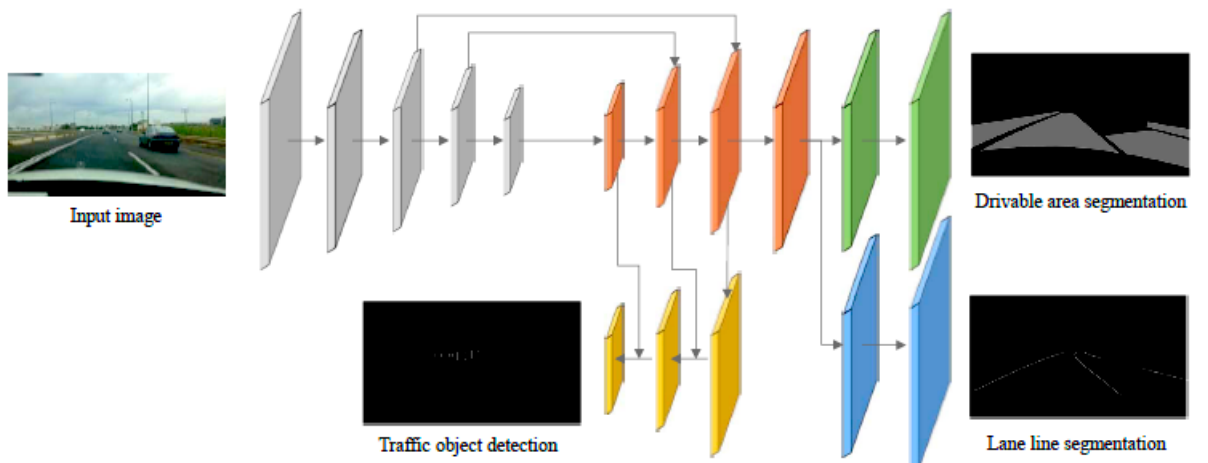 Input image
Drivable area segmentation
Traffic object detection
Lane line segmentation